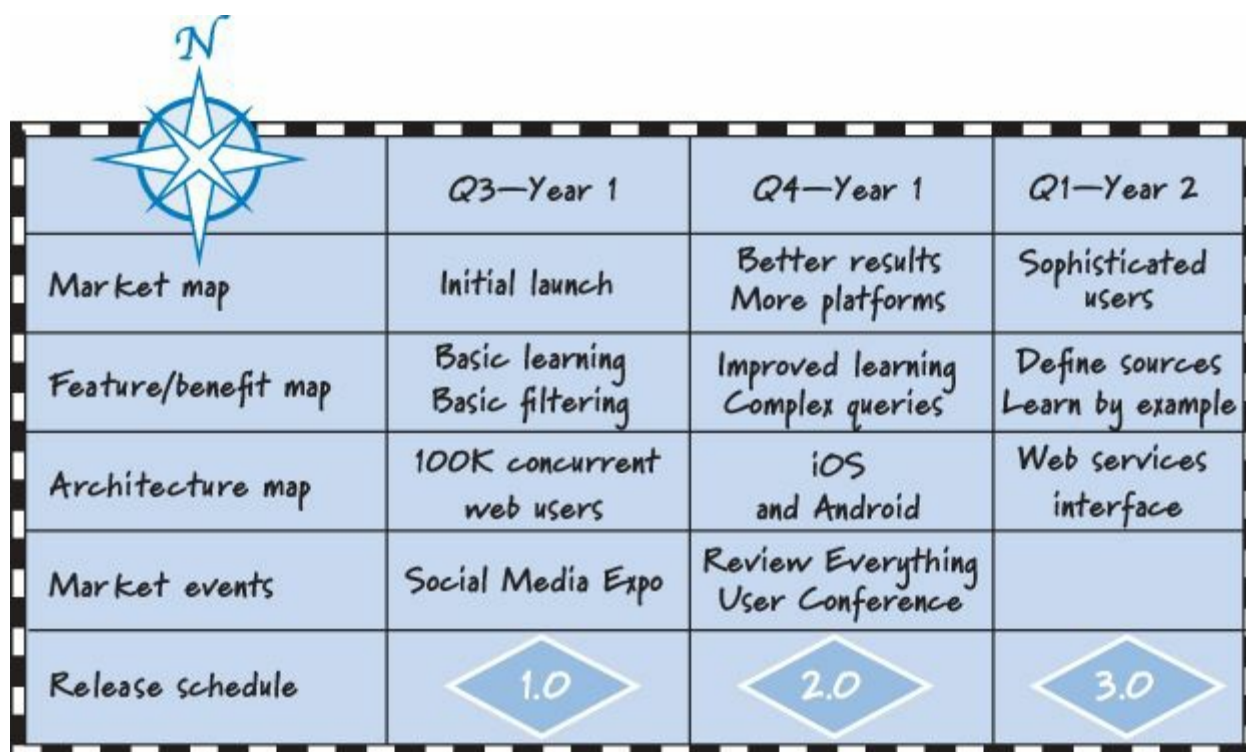 N
Q3—Year 1
Q4—Year 1
Q1—Year 2
Market map
Initial launch
Better results
More platforms
Sophisticated
users
Feature/benefit map
Basic learning
Basic filtering
Improved learning
Complex queries
Define sources
Learn by example
Architecture map
100K concurrent
web users
iOS
and Android
Web services
interface
Market events
Social Media Expo
Review Everything
User Conference
Release schedule
1.0
2.0
3.0